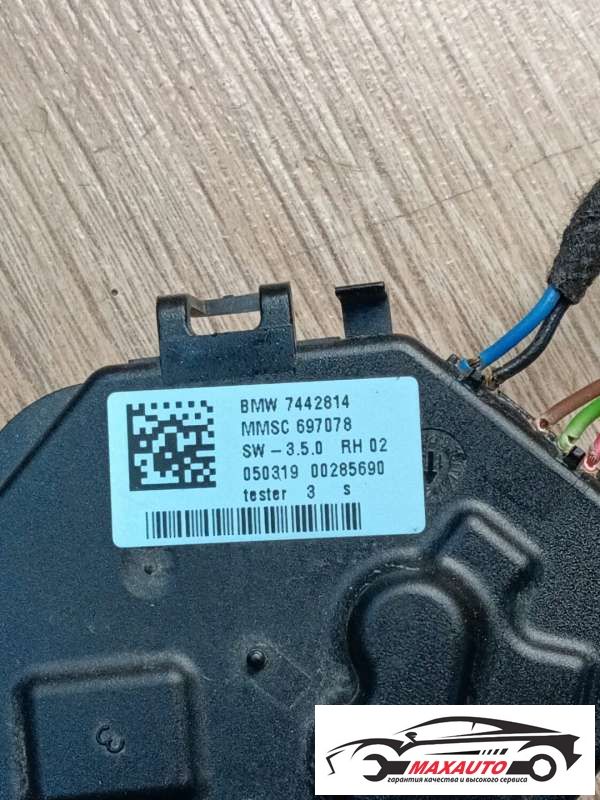 BMW 7442814
MMSC 697078
SW-3.5.0 RH 02
050319 00285690
tester 3 s
3
MAXAUTO
гарантия качества и высокого сервиса